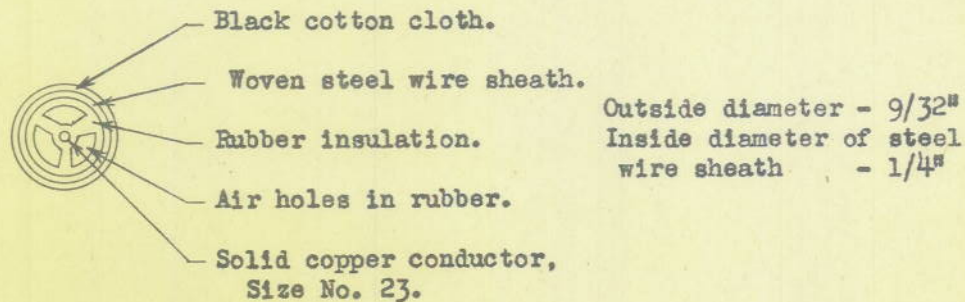 Black cotton cloth.
Woven steel wire sheath.
Rubber insulation.
Air holes in rubber.
Solid copper conductor,
Size No. 23.
Outside diameter - 9/32"
Inside diameter of steel
wire sheath - 1/4"